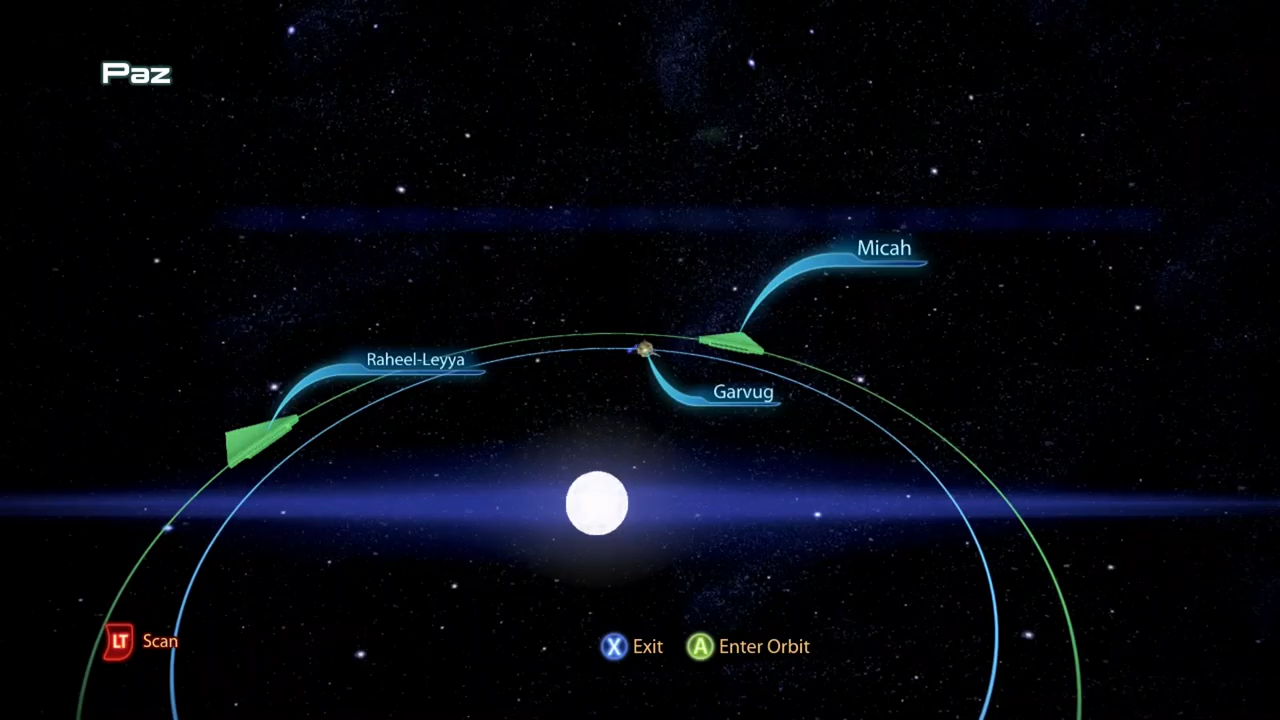 Paz
Micah
Raheel-Leyya
Garvug
LT Scan
X Exit A Enter Orbit